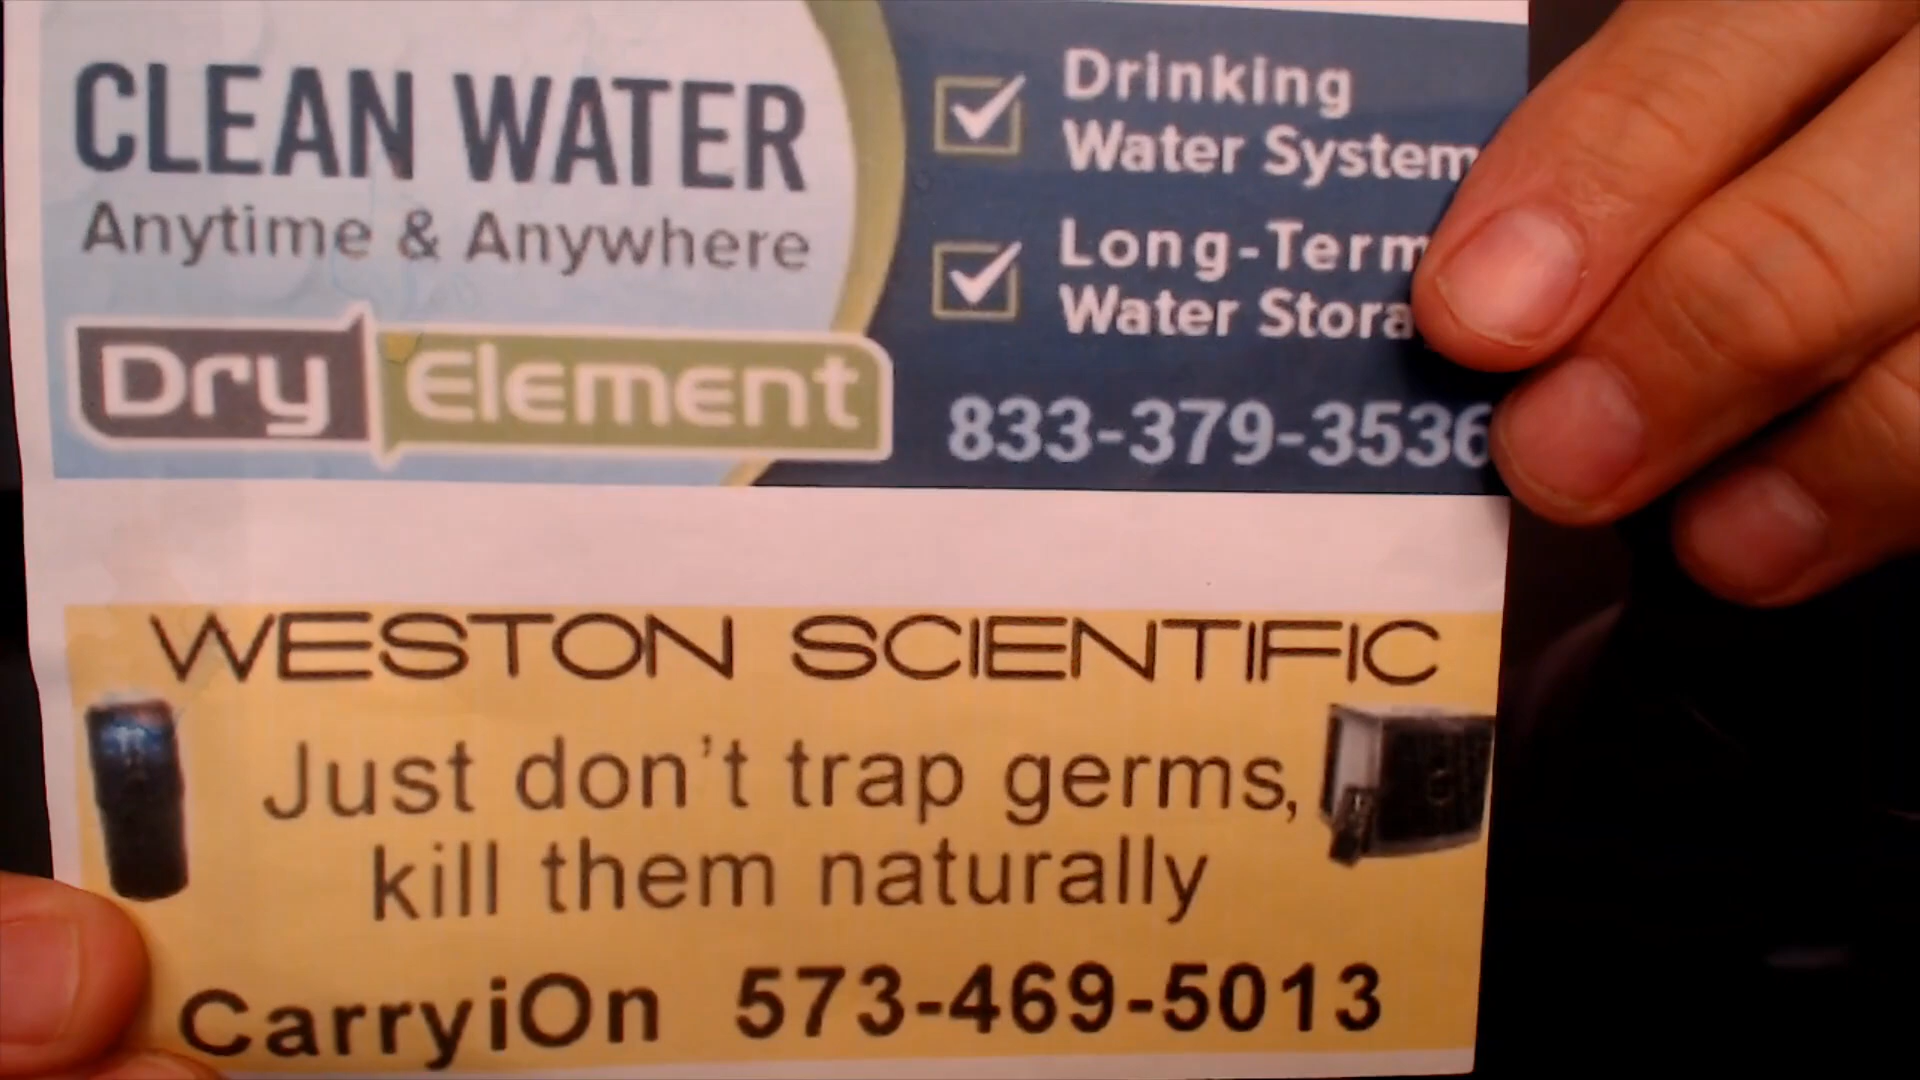 CLEAN WATER
Anytime & Anywhere
Dry Element
Drinking
Water System
Long-Term
Water Stora
833-379-3536
WESTON SCIENTIFIC
Just don't trap germs,
kill them naturally
CarryiOn 573-469-5013